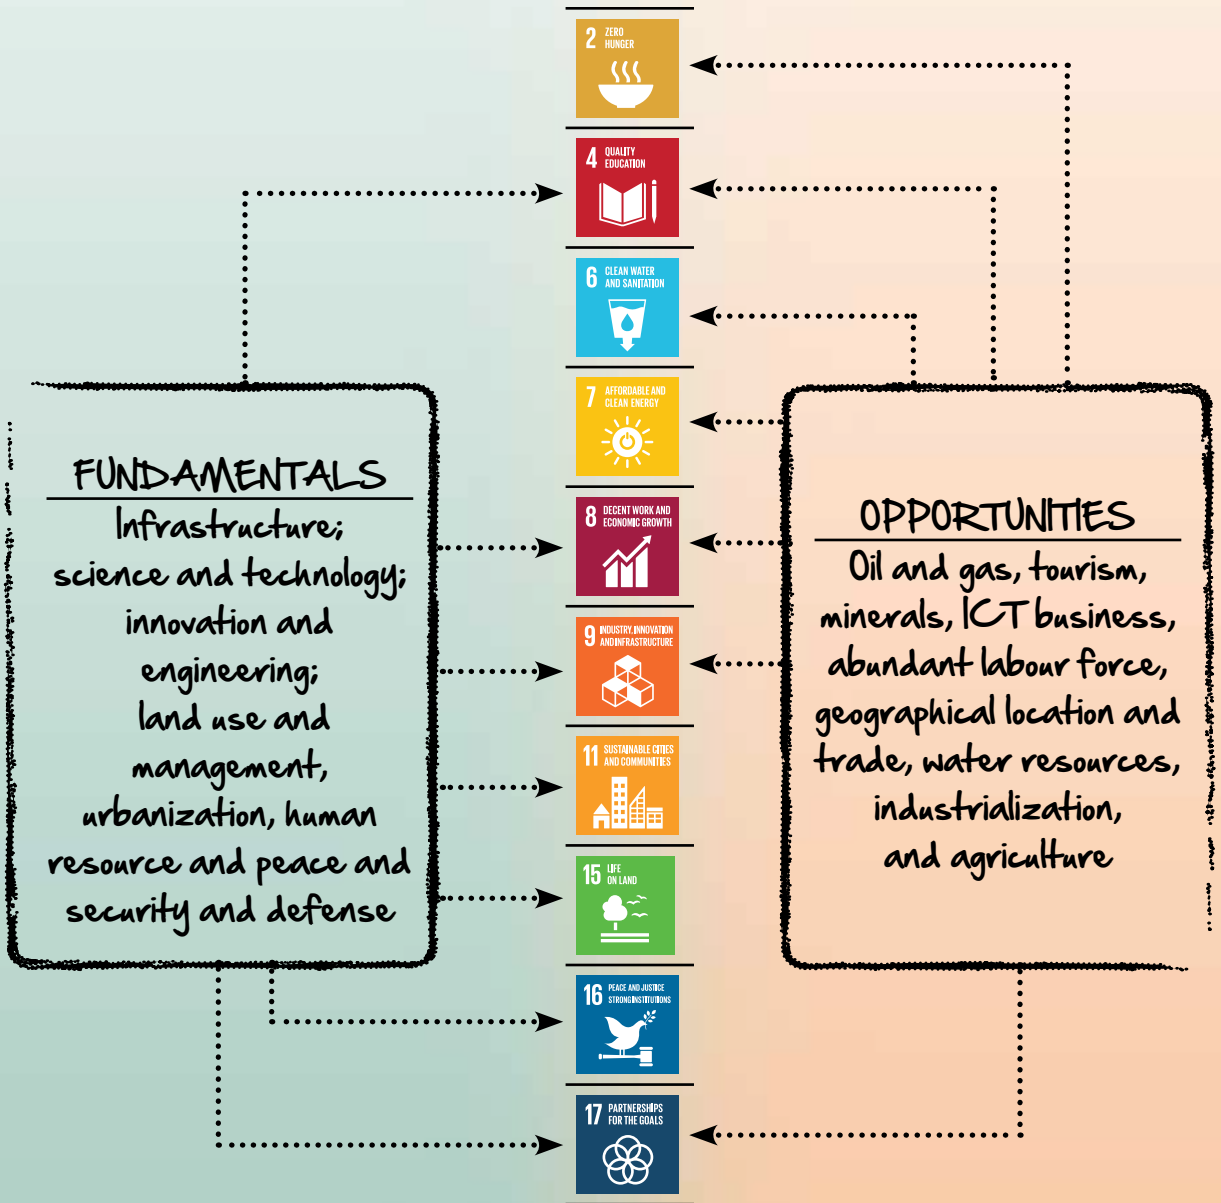 2 ZERO
HUNGER
4 QUALITY
EDUCATION
6 CLEAN WATER
AND SANITATION
7 AFFORDABLE AND
CLEAN ENERGY
8 DECENT WORK AND
ECONOMIC GROWTH
9 INDUSTRY, INNOVATION
AND INFRASTRUCTURE
11 SUSTAINABLE CITIES
AND COMMUNITIES
15 LIFE
ON LAND
16 PEACE AND JUSTICE
STRONG INSTITUTIONS
17 PARTNERSHIPS
FOR THE GOALS
FUNDAMENTALS
Infrastructure;
science and technology;
innovation and
engineering;
land use and
management,
urbanization, human
resource and peace and
security and defense
OPPORTUNITIES
Oil and gas, tourism,
minerals, ICT business,
abundant labour force,
geographical location and
trade, water resources,
industrialization,
and agriculture